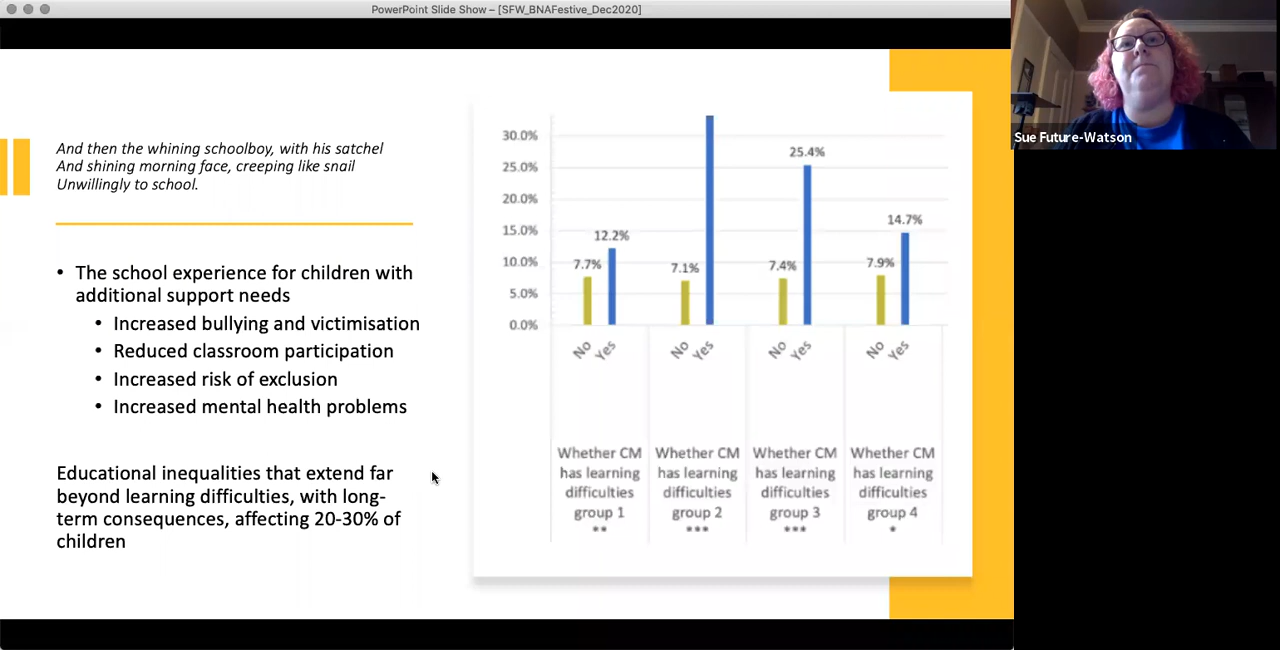 PowerPoint Slide Show – [SFW_BNAFestive_Dec2020]
And then the whining schoolboy, with his satchel
And shining morning face, creeping like snail
Unwillingly to school.
• The school experience for children with
additional support needs
• Increased bullying and victimisation
• Reduced classroom participation
• Increased risk of exclusion
• Increased mental health problems
Educational inequalities that extend far
beyond learning difficulties, with long-
term consequences, affecting 20-30% of
children
30.0%
25.0%
20.0%
15.0%
10.0%
5.0%
0.0%
7.7%
12.2%
7.1%
7.4%
25.4%
7.9%
14.7%
No Yes No Yes No Yes No Yes
Whether CM
has learning
difficulties
group 1
**
Whether CM
has learning
difficulties
group 2
***
Whether CM
has learning
difficulties
group 3
***
Whether CM
has learning
difficulties
group 4
*
Sue Future-Watson